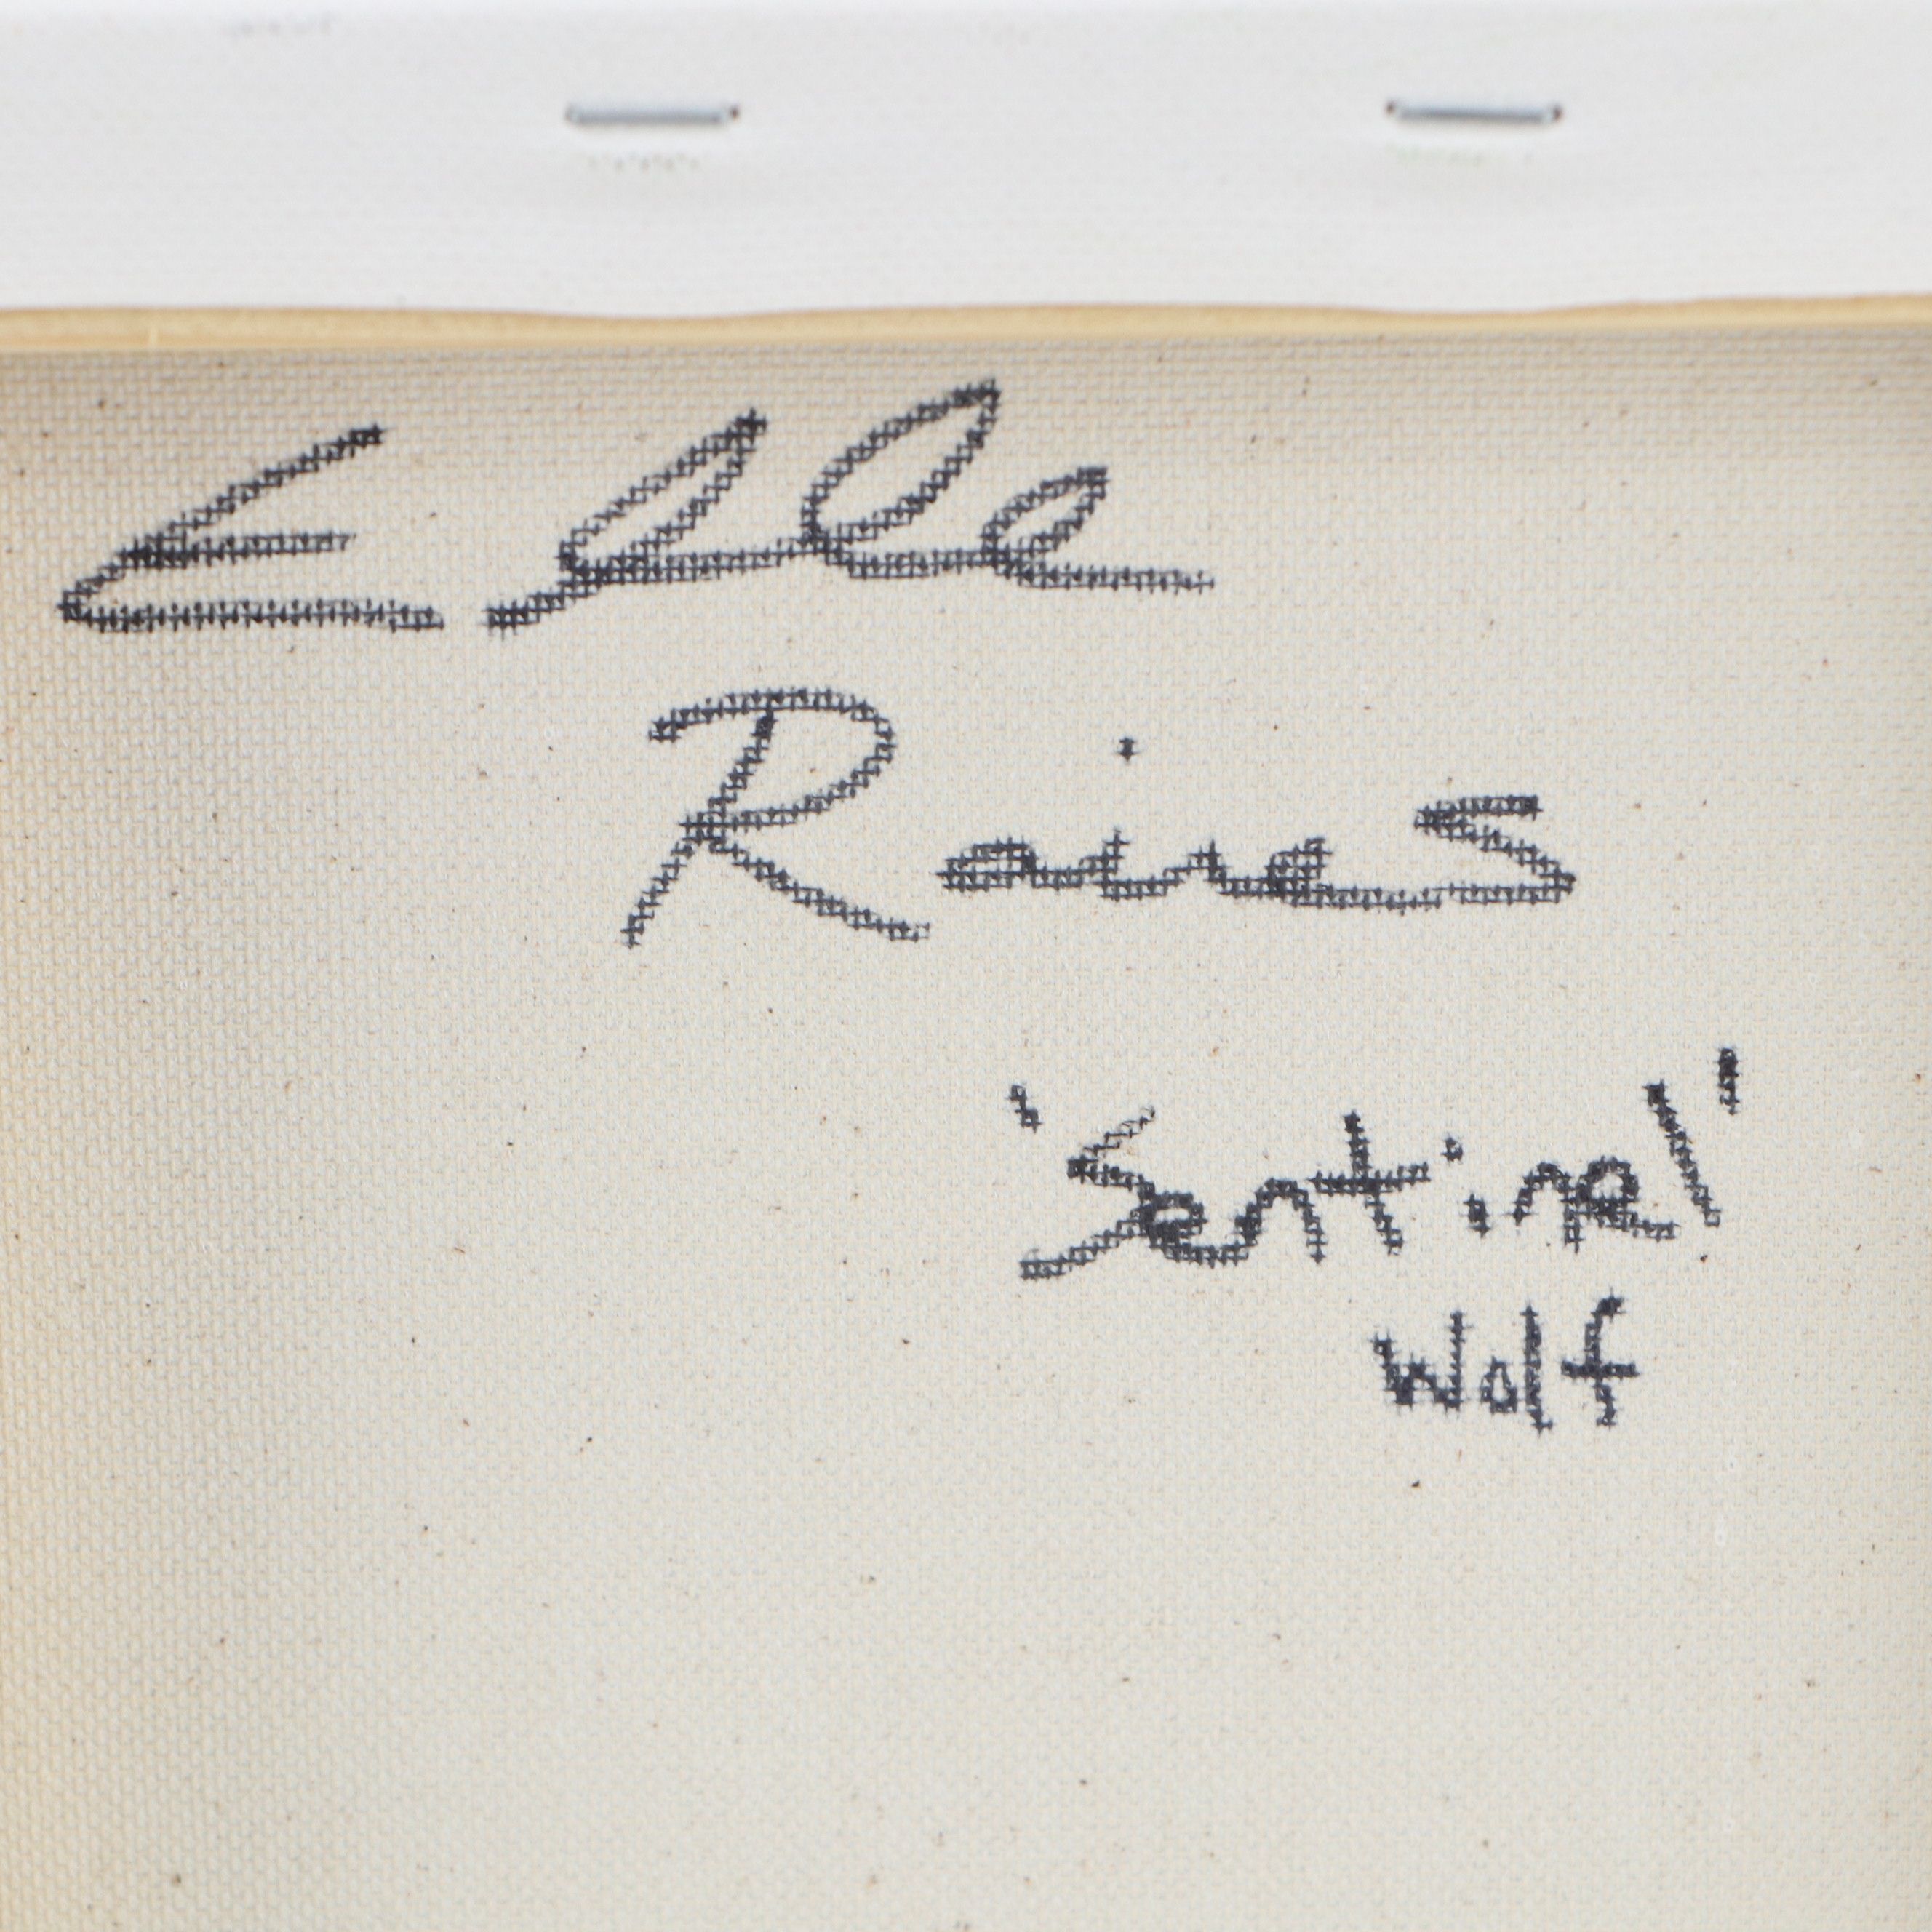 Elle
Raines
'Sentinel'
Wolf